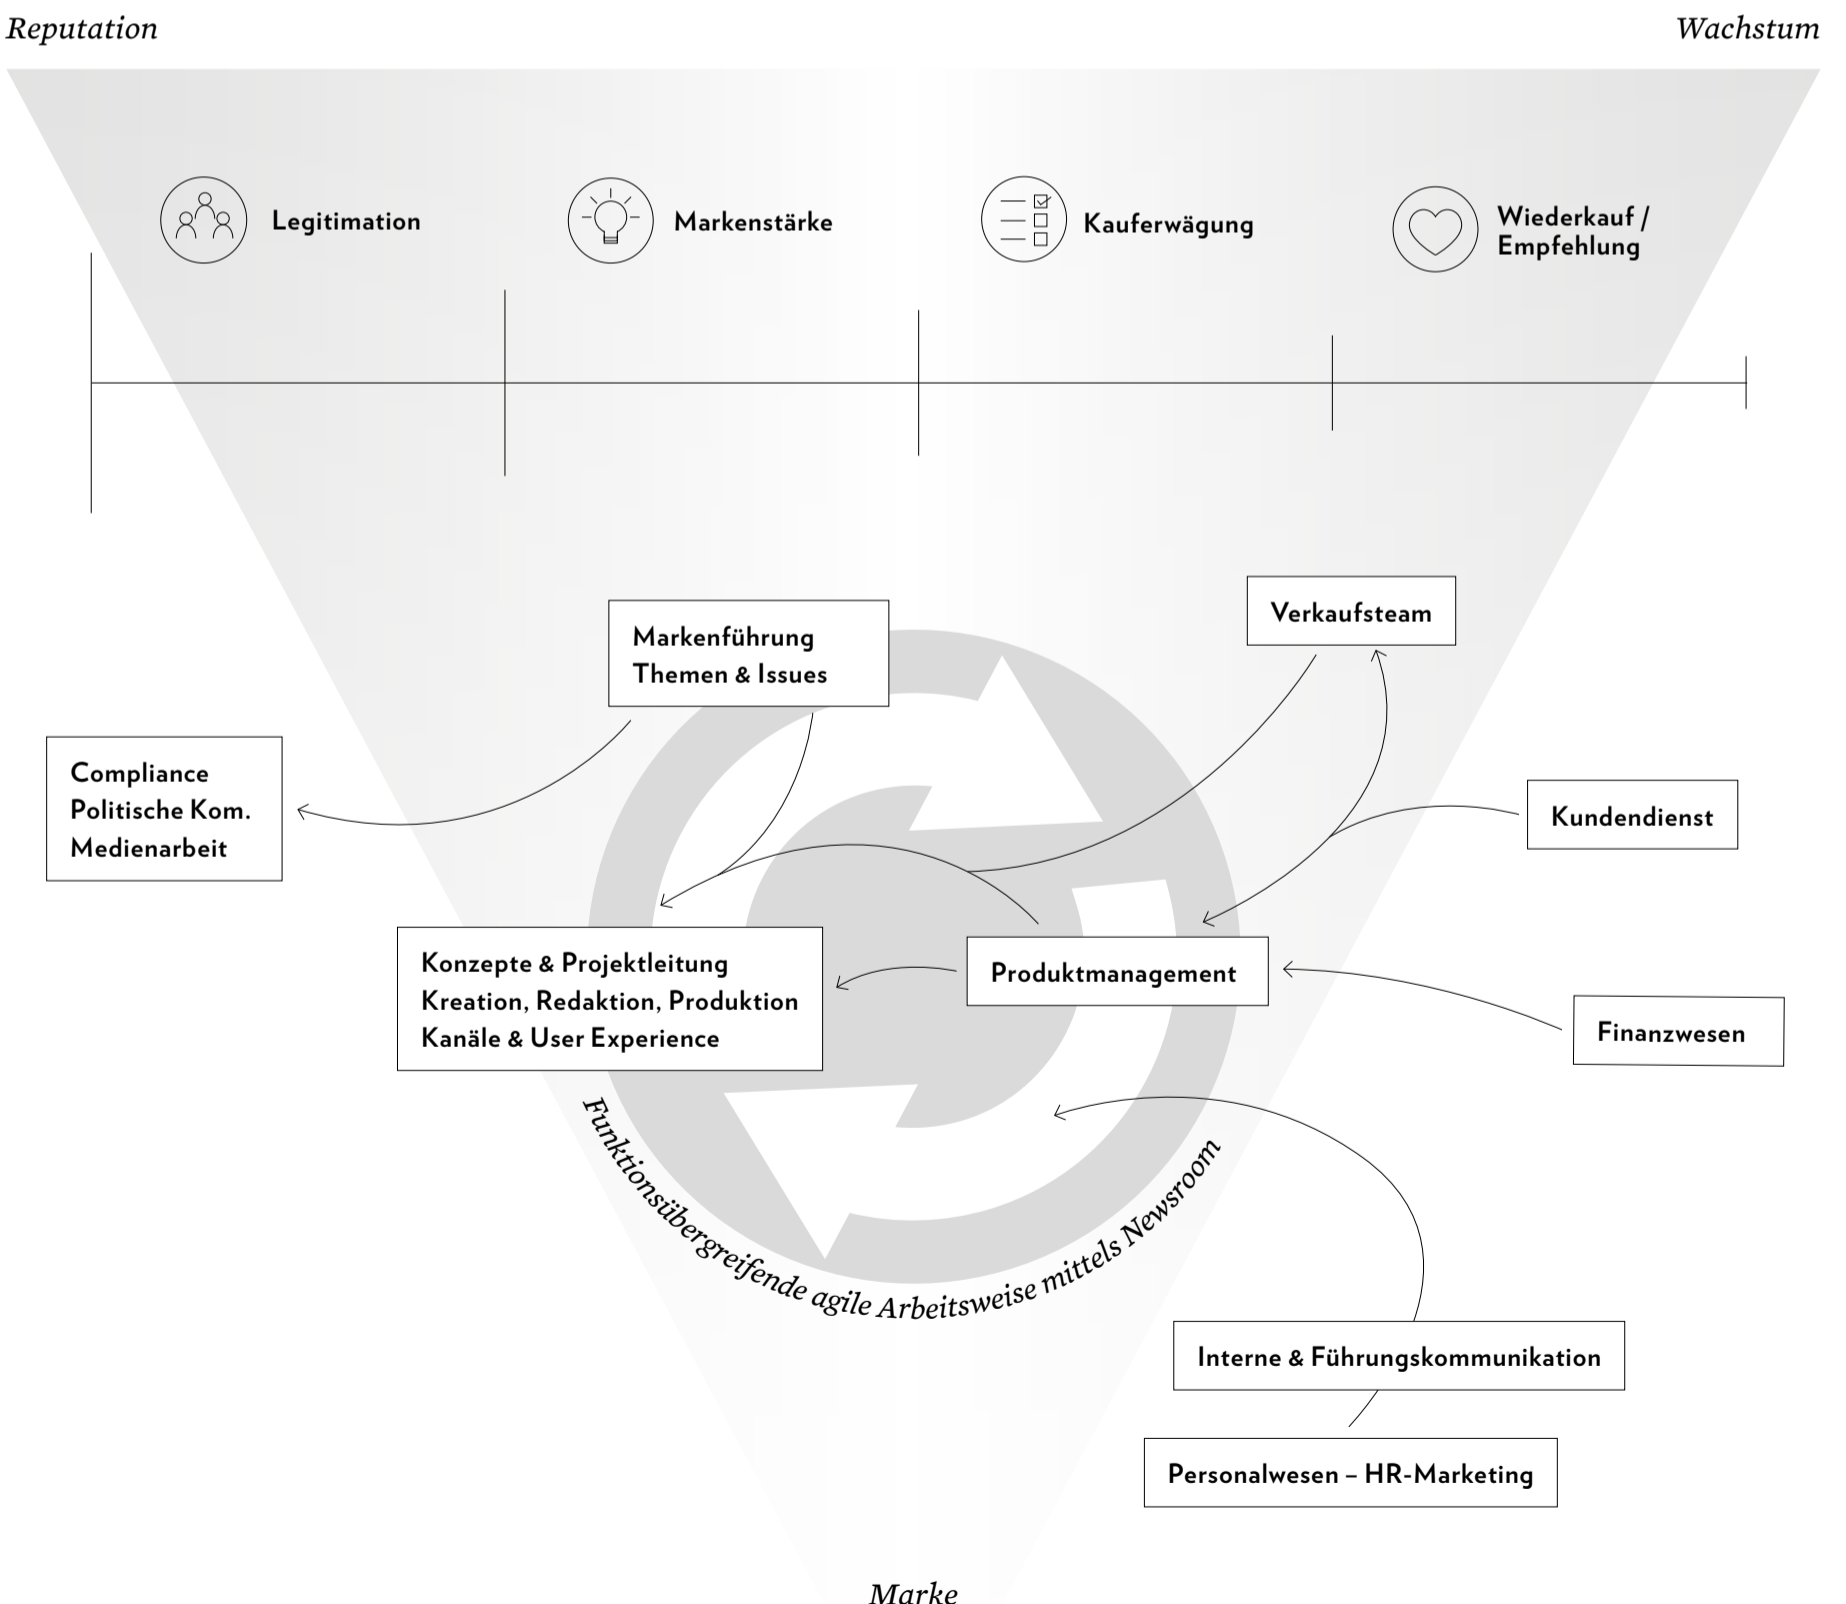 Reputation
Wachstum
Legitimation
Markenstärke
Kauferwägung
Wiederkauf /
Empfehlung
Verkaufsteam
Markenführung
Themen & Issues
Compliance
Politische Kom.
Medienarbeit
Kundendienst
Konzepte & Projektleitung
Kreation, Redaktion, Produktion
Kanäle & User Experience
Produktmanagement
Finanzwesen
Funktionsübergreifende agile Arbeitsweise mittels Newsroom
Interne & Führungskommunikation
Personalwesen – HR-Marketing
Marke